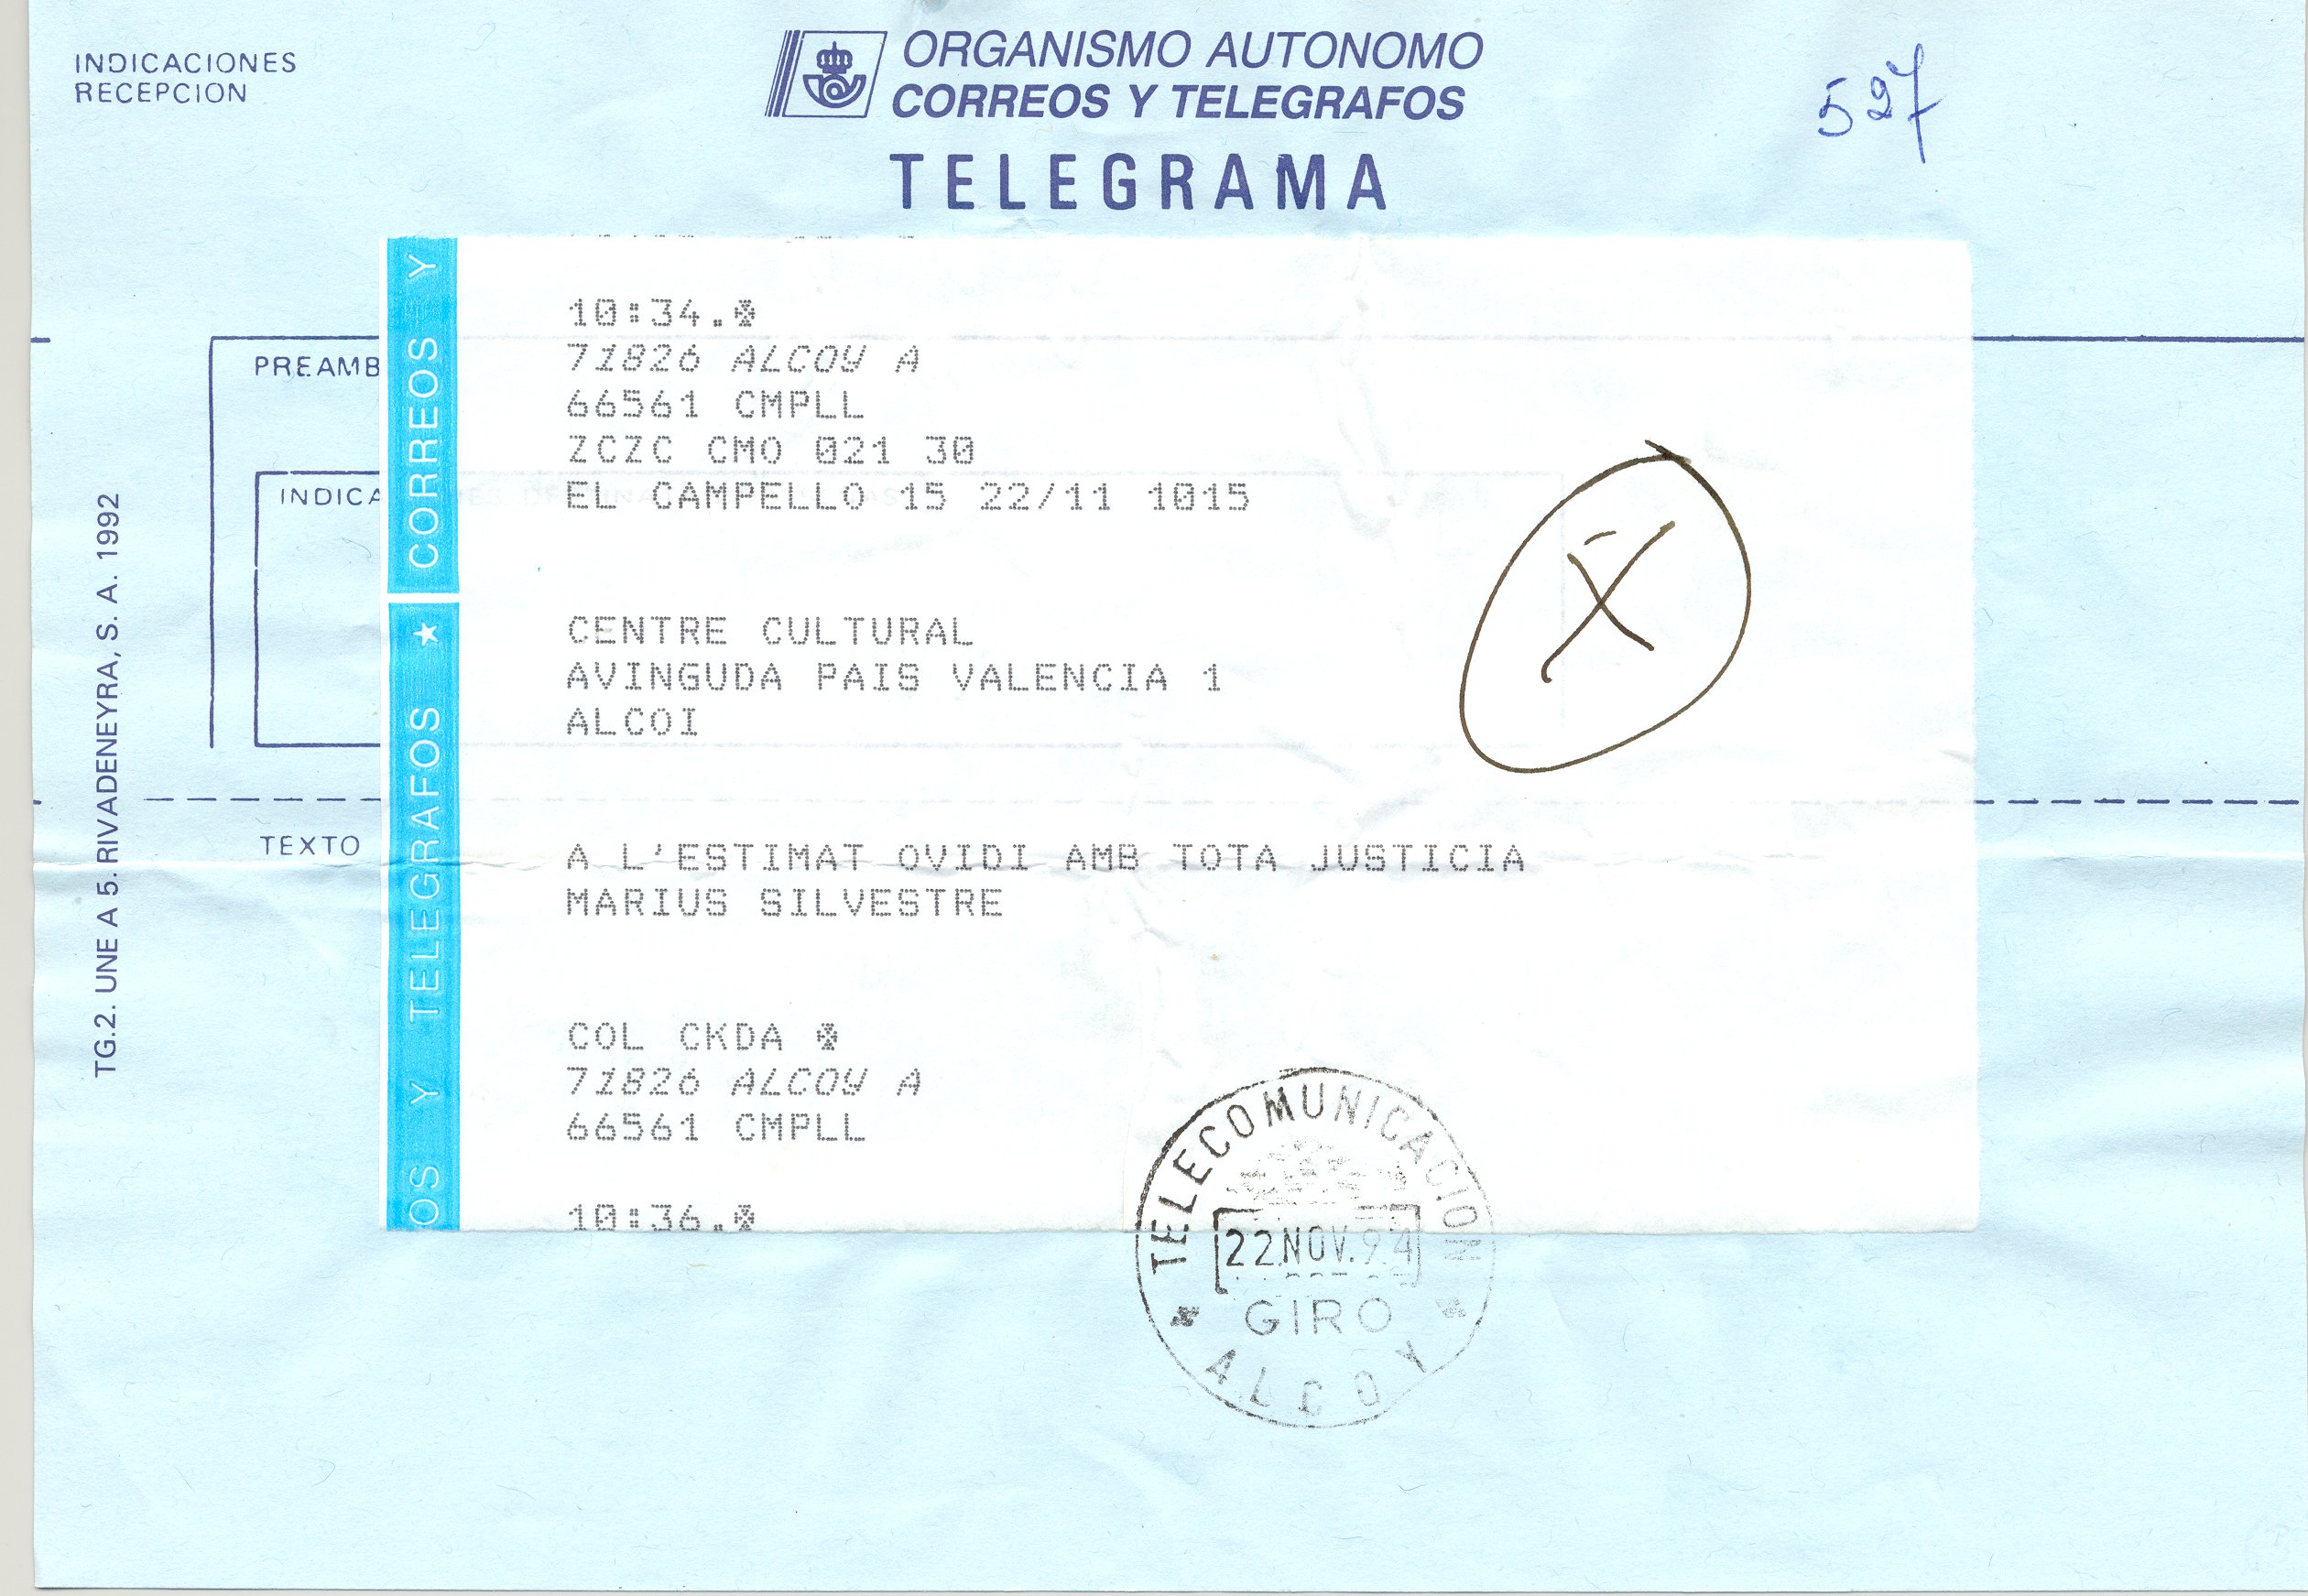 INDICACIONES
RECEPCION
ORGANISMO AUTONOMO
CORREOS Y TELEGRAFOS
TELEGRAMA
527
CORREOS Y
OS Y TELEGRAFOS ★
PREAMB
INDICA
TEXTO
TG.2. UNE A 5. RIVADENEYRA, S. A. 1992
10:34.
71826 ALCOY A
66561 CMPLL
ZCZC CMO 021 30
EL CAMPELLO 15 22/11 1015
CENTRE CULTURAL
AVINGUDA PAIS VALENCIA 1
ALCOI
X
A L'ESTIMAT OVIDI AMB TOTA JUSTICIA
MARIUS SILVESTRE
COL CKDA
71826 ALCOY A
66561 CMPLL
10:36.
TELECOMUNICACION
22 NOV. 94
GIRO
* ALCOY *